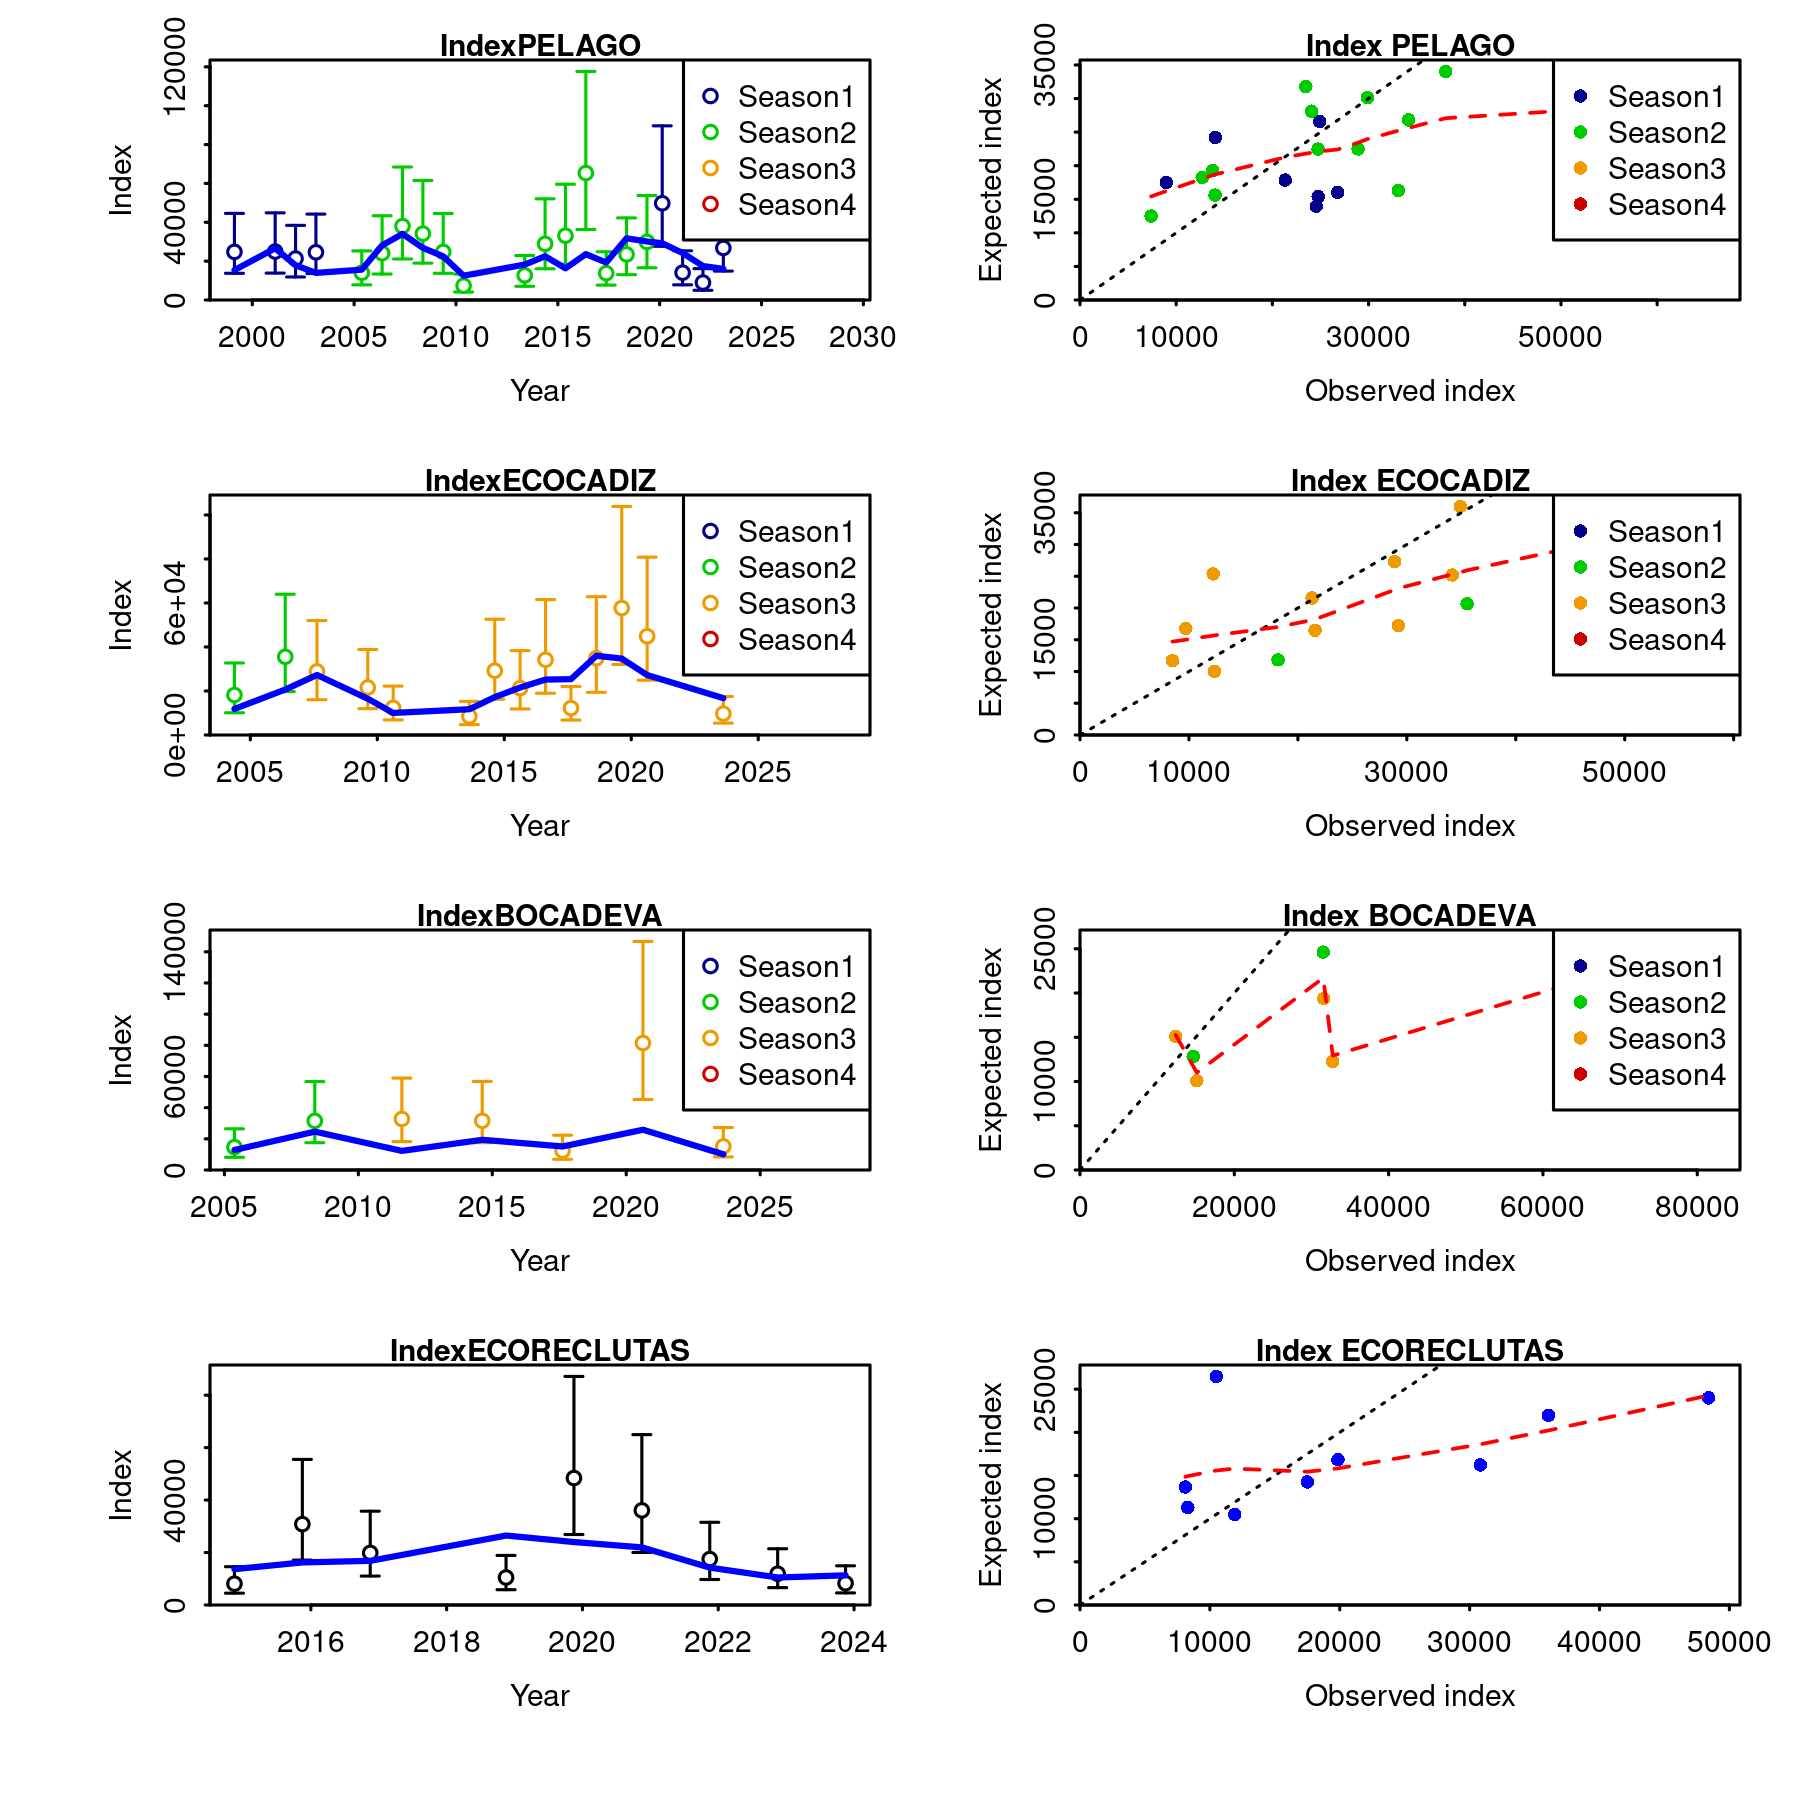 IndexPELAGO
Index
0
40000
120000
Season1
Season2
Season3
Season4
2000 2005 2010 2015 2020 2025 2030
Year
Index PELAGO
Expected index
0
15000
35000
Season1
Season2
Season3
Season4
0 10000 30000 50000
Observed index
IndexECOCADIZ
Index
0e+00
6e+04
Season1
Season2
Season3
Season4
2005 2010 2015 2020 2025
Year
Index ECOCADIZ
Expected index
0
15000
35000
Season1
Season2
Season3
Season4
0 10000 30000 50000
Observed index
IndexBOCADEVA
Index
0
60000
140000
Season1
Season2
Season3
Season4
2005 2010 2015 2020 2025
Year
Index BOCADEVA
Expected index
0
10000
25000
Season1
Season2
Season3
Season4
0 20000 40000 60000 80000
Observed index
IndexECORECLUTAS
Index
0
40000
2016 2018 2020 2022 2024
Year
Index ECORECLUTAS
Expected index
0
10000
25000
0 10000 20000 30000 40000 50000
Observed index